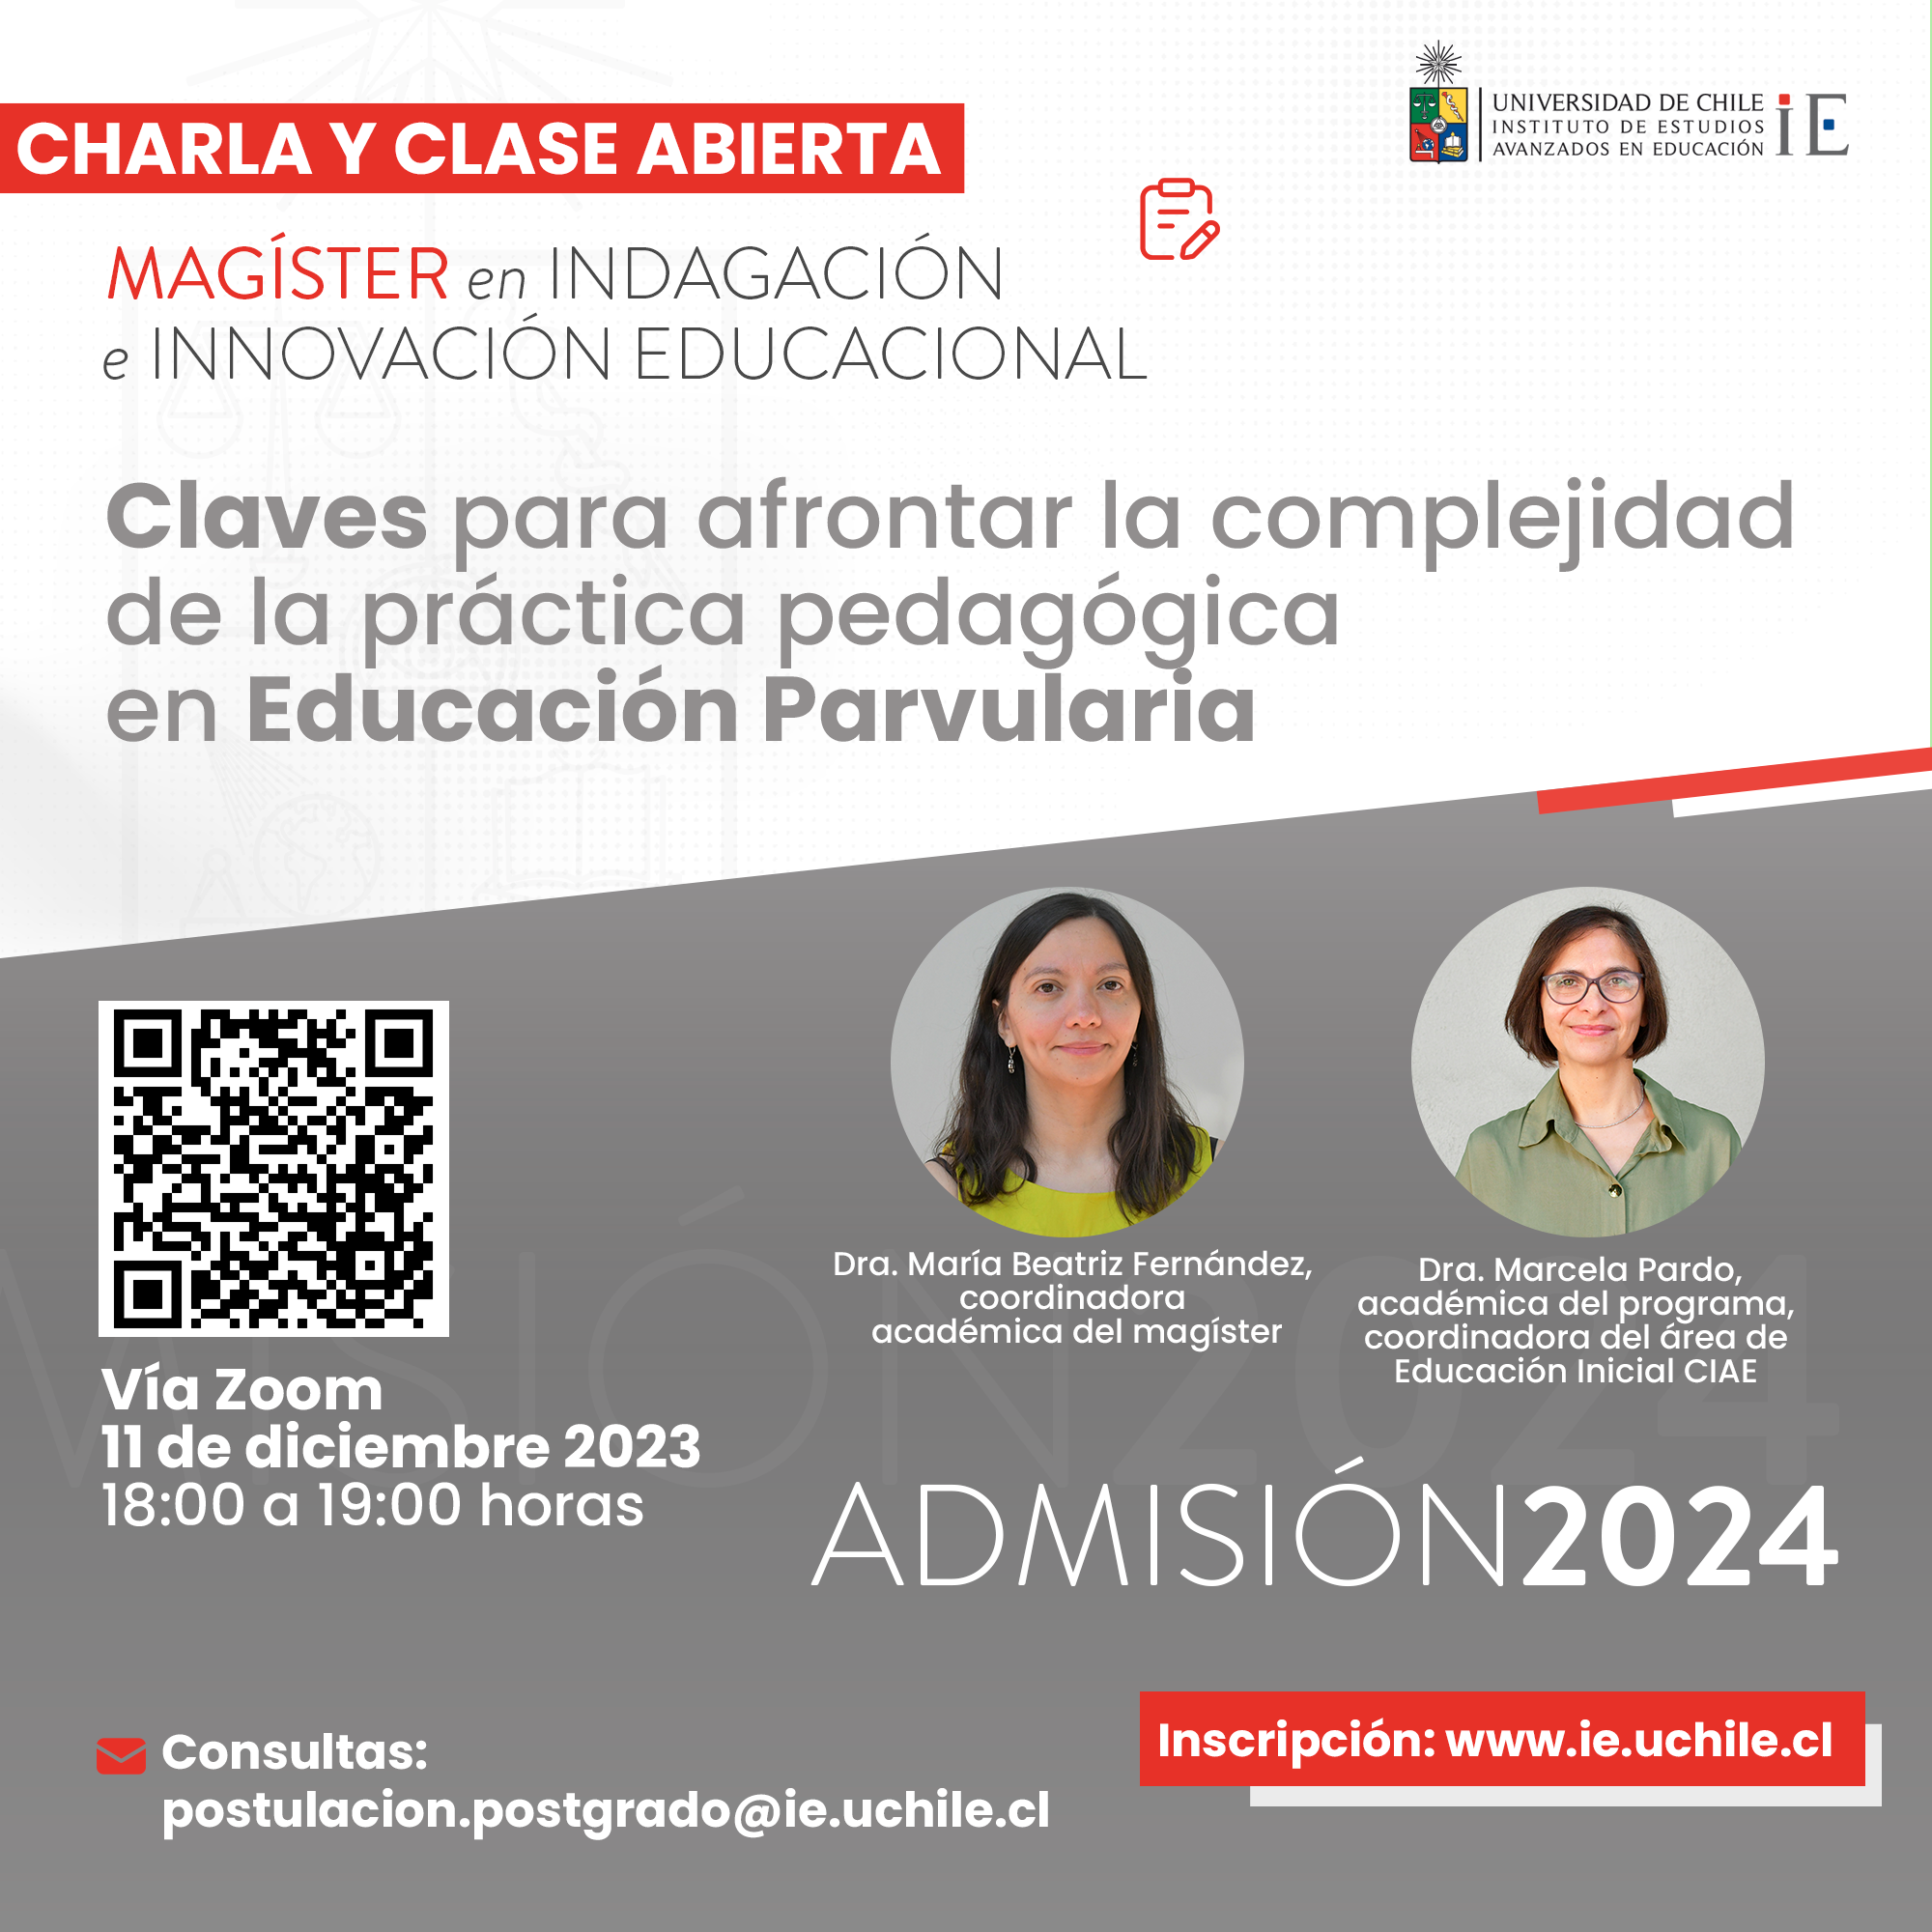 CHARLA Y CLASE ABIERTA
UNIVERSIDAD DE CHILE
INSTITUTO DE ESTUDIOS
AVANZADOS EN EDUCACIÓN
iE
MAGÍSTER en INDAGACIÓN
e INNOVACIÓN EDUCACIONAL
Claves para afrontar la complejidad
de la práctica pedagógica
en Educación Parvularia
Dra. María Beatriz Fernández,
coordinadora
académica del magíster
Dra. Marcela Pardo,
académica del programa,
coordinadora del área de
Educación Inicial CIAE
Vía Zoom
11 de diciembre 2023
18:00 a 19:00 horas
MISIÓN2024
ADMISIÓN2024
Consultas:
postulacion.postgrado@ie.uchile.cl
Inscripción: www.ie.uchile.cl